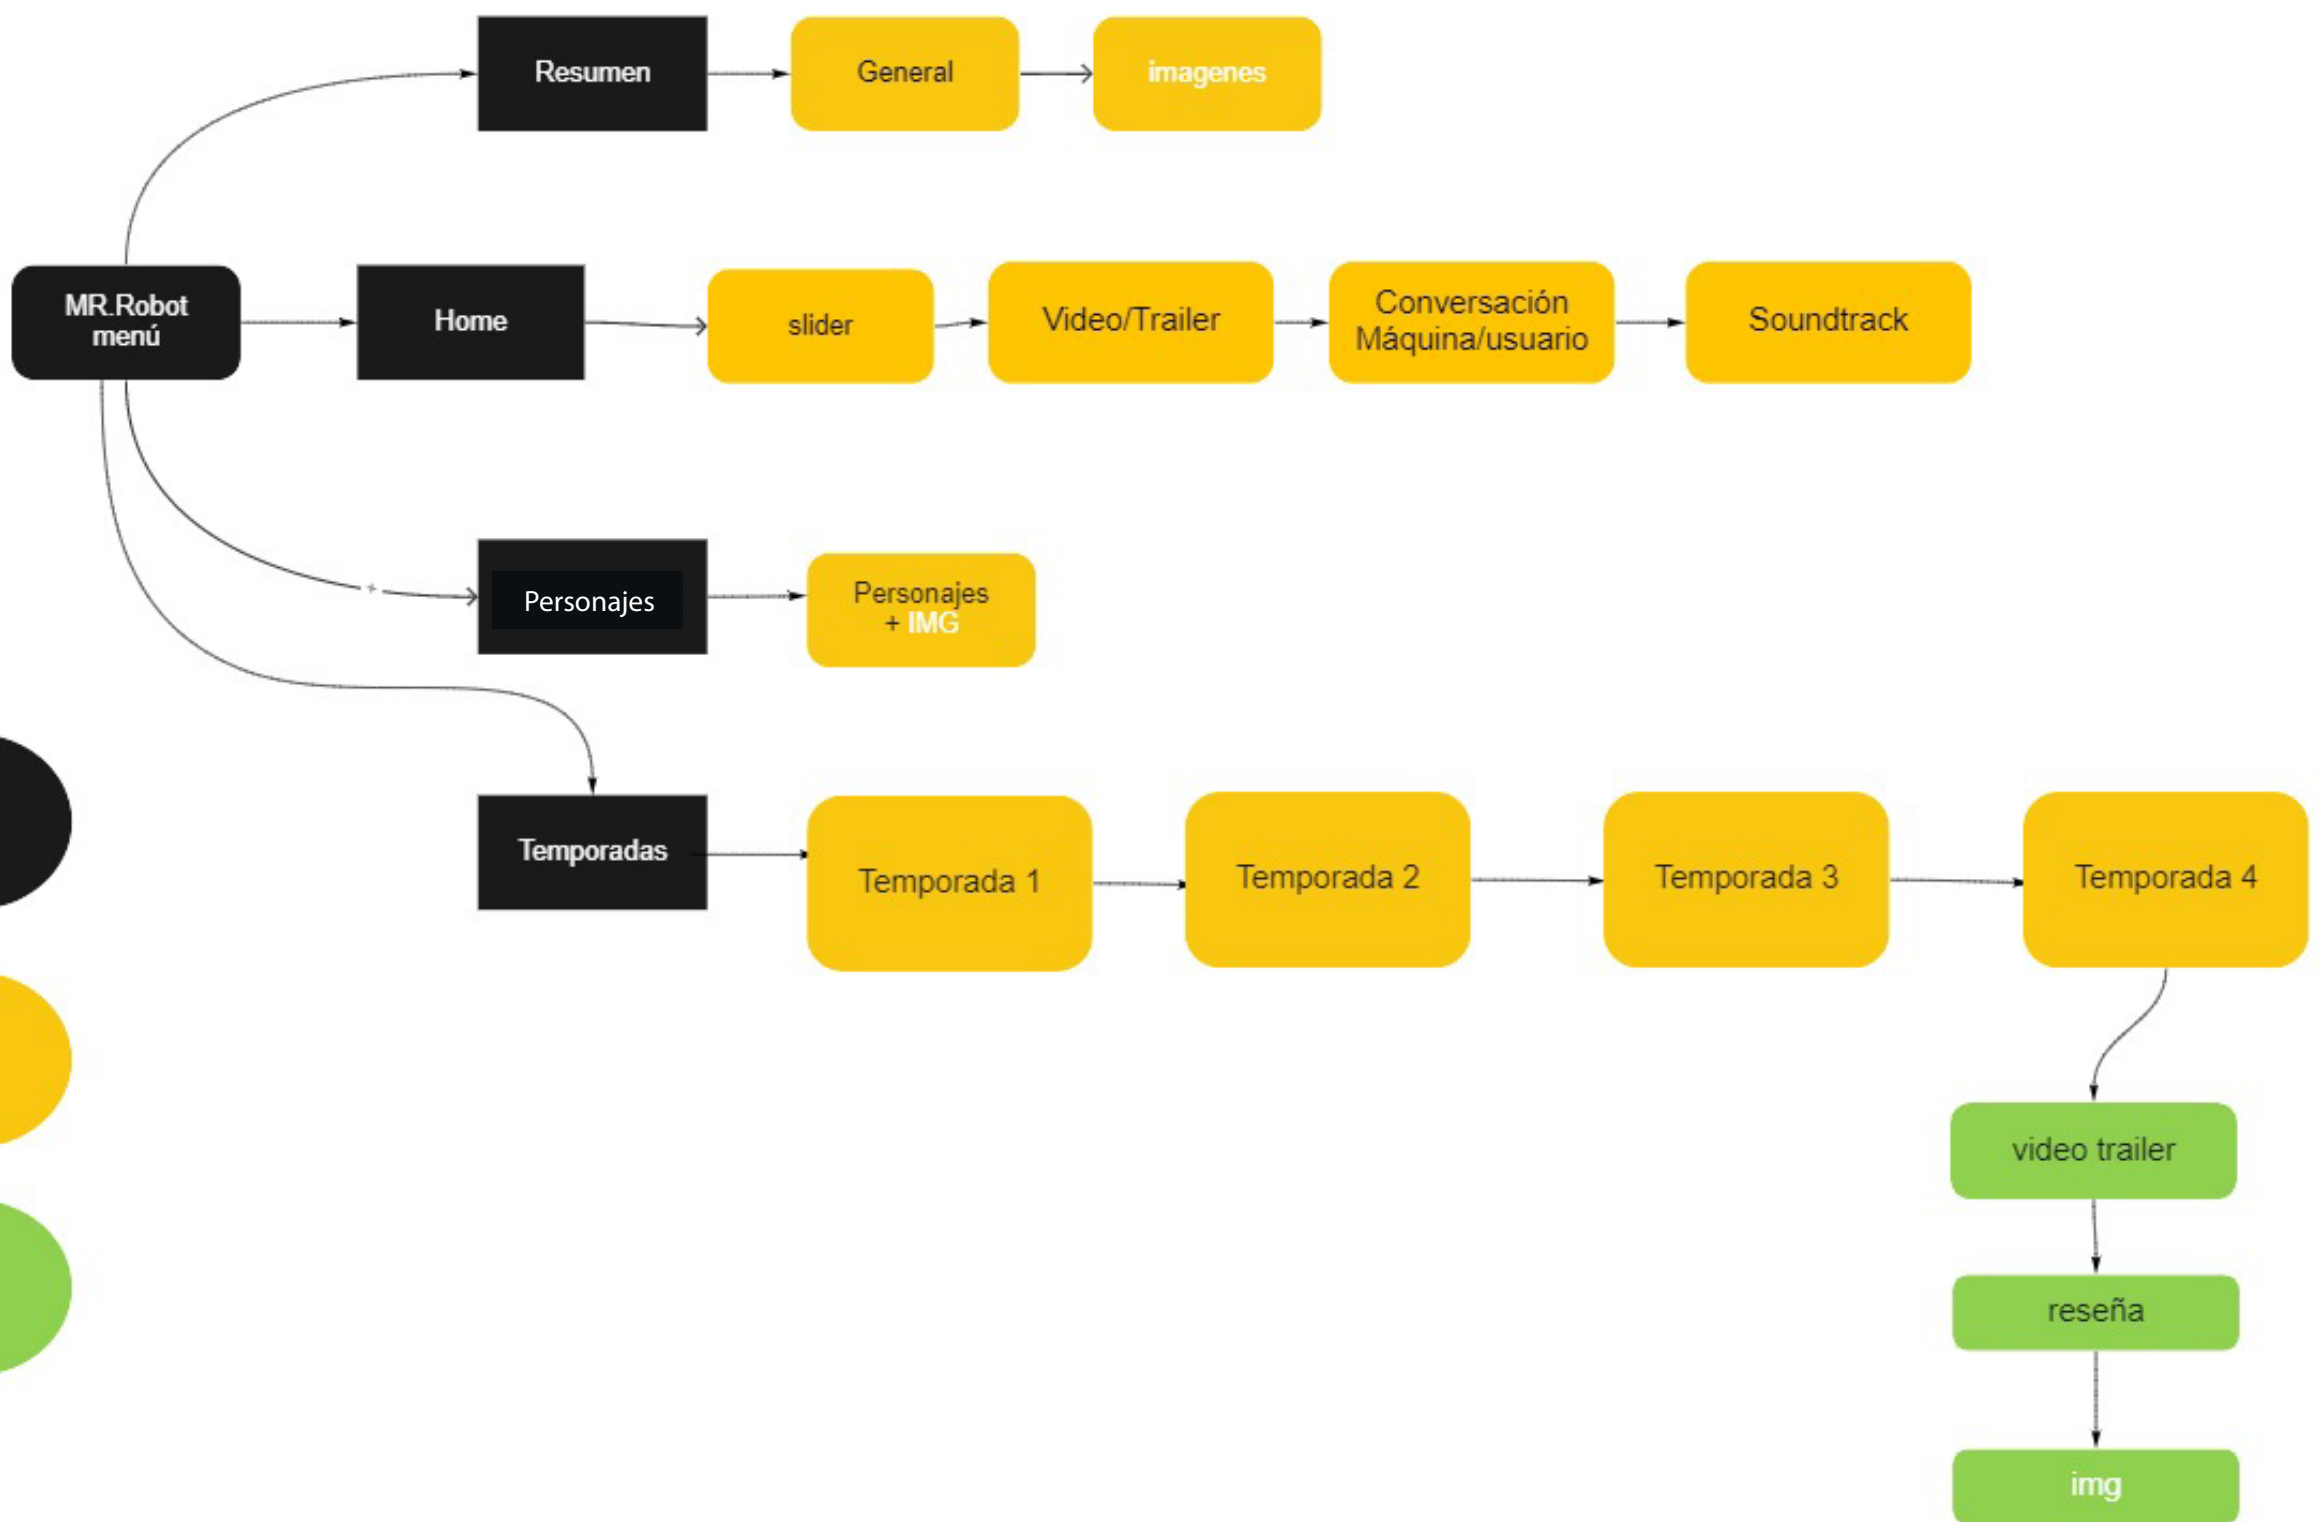 Resumen
General
imagenes
MR.Robot
menú
Home
slider
Video/Trailer
Conversación
Máquina/usuario
Soundtrack
Personajes
Personajes
+ IMG
Temporadas
Temporada 1
Temporada 2
Temporada 3
Temporada 4
video trailer
reseña
img